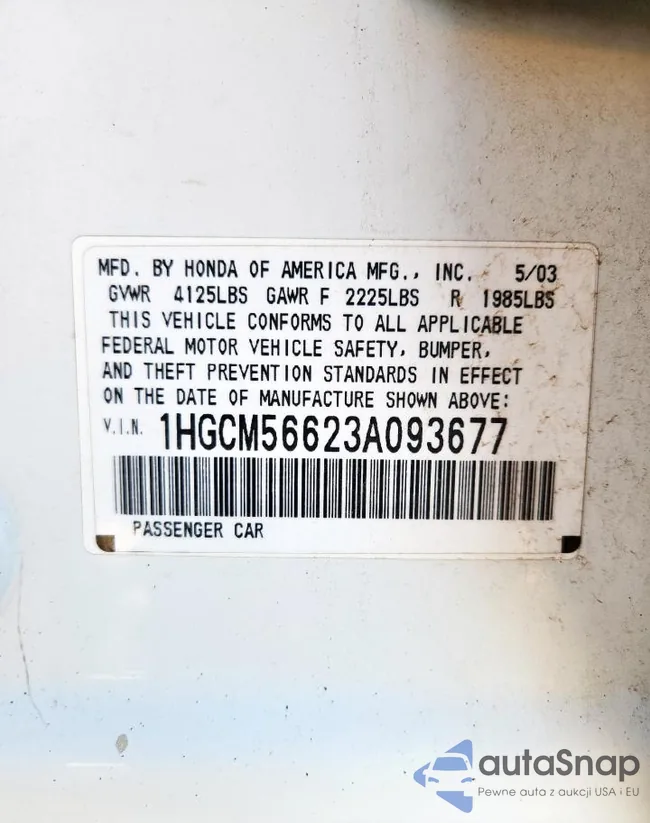 MFD. BY HONDA OF AMERICA MFG., INC. 5/03
GVWR 4125LBS GAWR F 2225LBS R 1985LBS
THIS VEHICLE CONFORMS TO ALL APPLICABLE
FEDERAL MOTOR VEHICLE SAFETY, BUMPER,
AND THEFT PREVENTION STANDARDS IN EFFECT
ON THE DATE OF MANUFACTURE SHOWN ABOVE:
V.I.N. 1HGCM56623A093677
PASSENGER CAR
autaSnap
Pewne auta z aukcji USA i EU